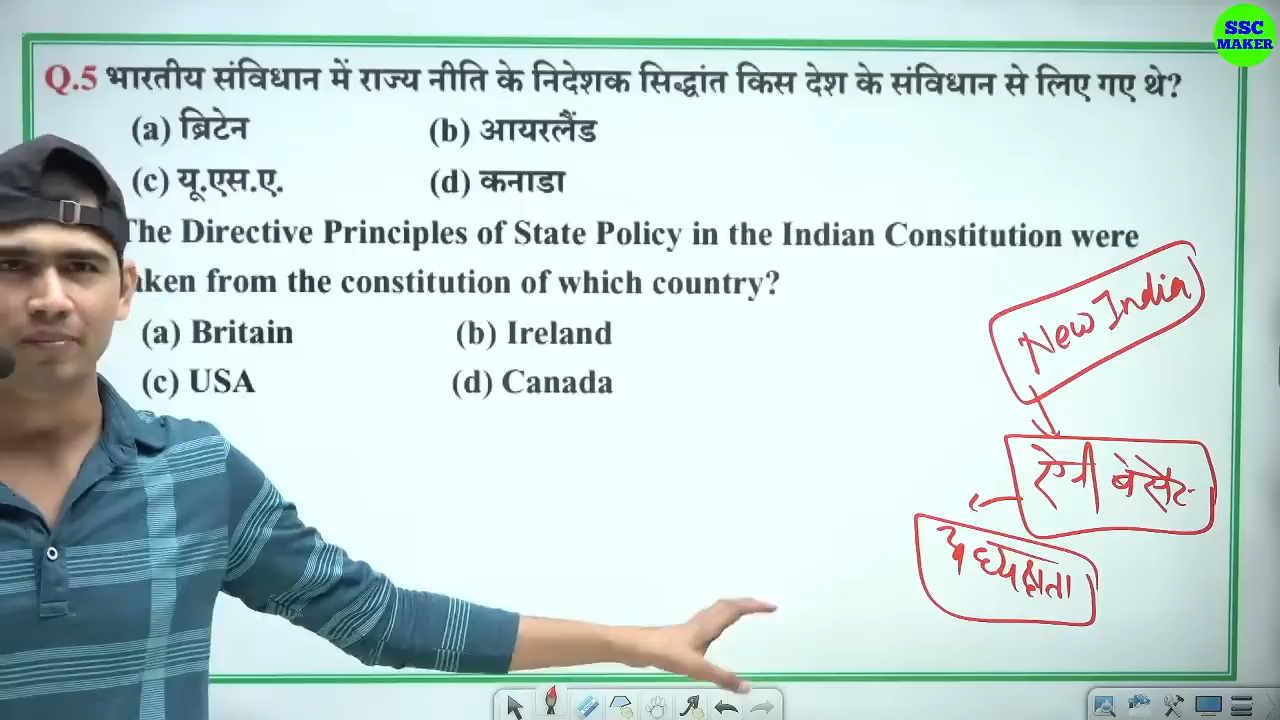 SSC
MAKER
Q.5 भारतीय संविधान में राज्य नीति के निदेशक सिद्धांत किस देश के संविधान से लिए गए थे?
(a) ब्रिटेन (b) आयरलैंड
(c) यू.एस.ए. (d) कनाडा
The Directive Principles of State Policy in the Indian Constitution were
aken from the constitution of which country?
(a) Britain (b) Ireland
(c) USA (d) Canada
New India
ऐनी बेसेंट
अध्यक्षता